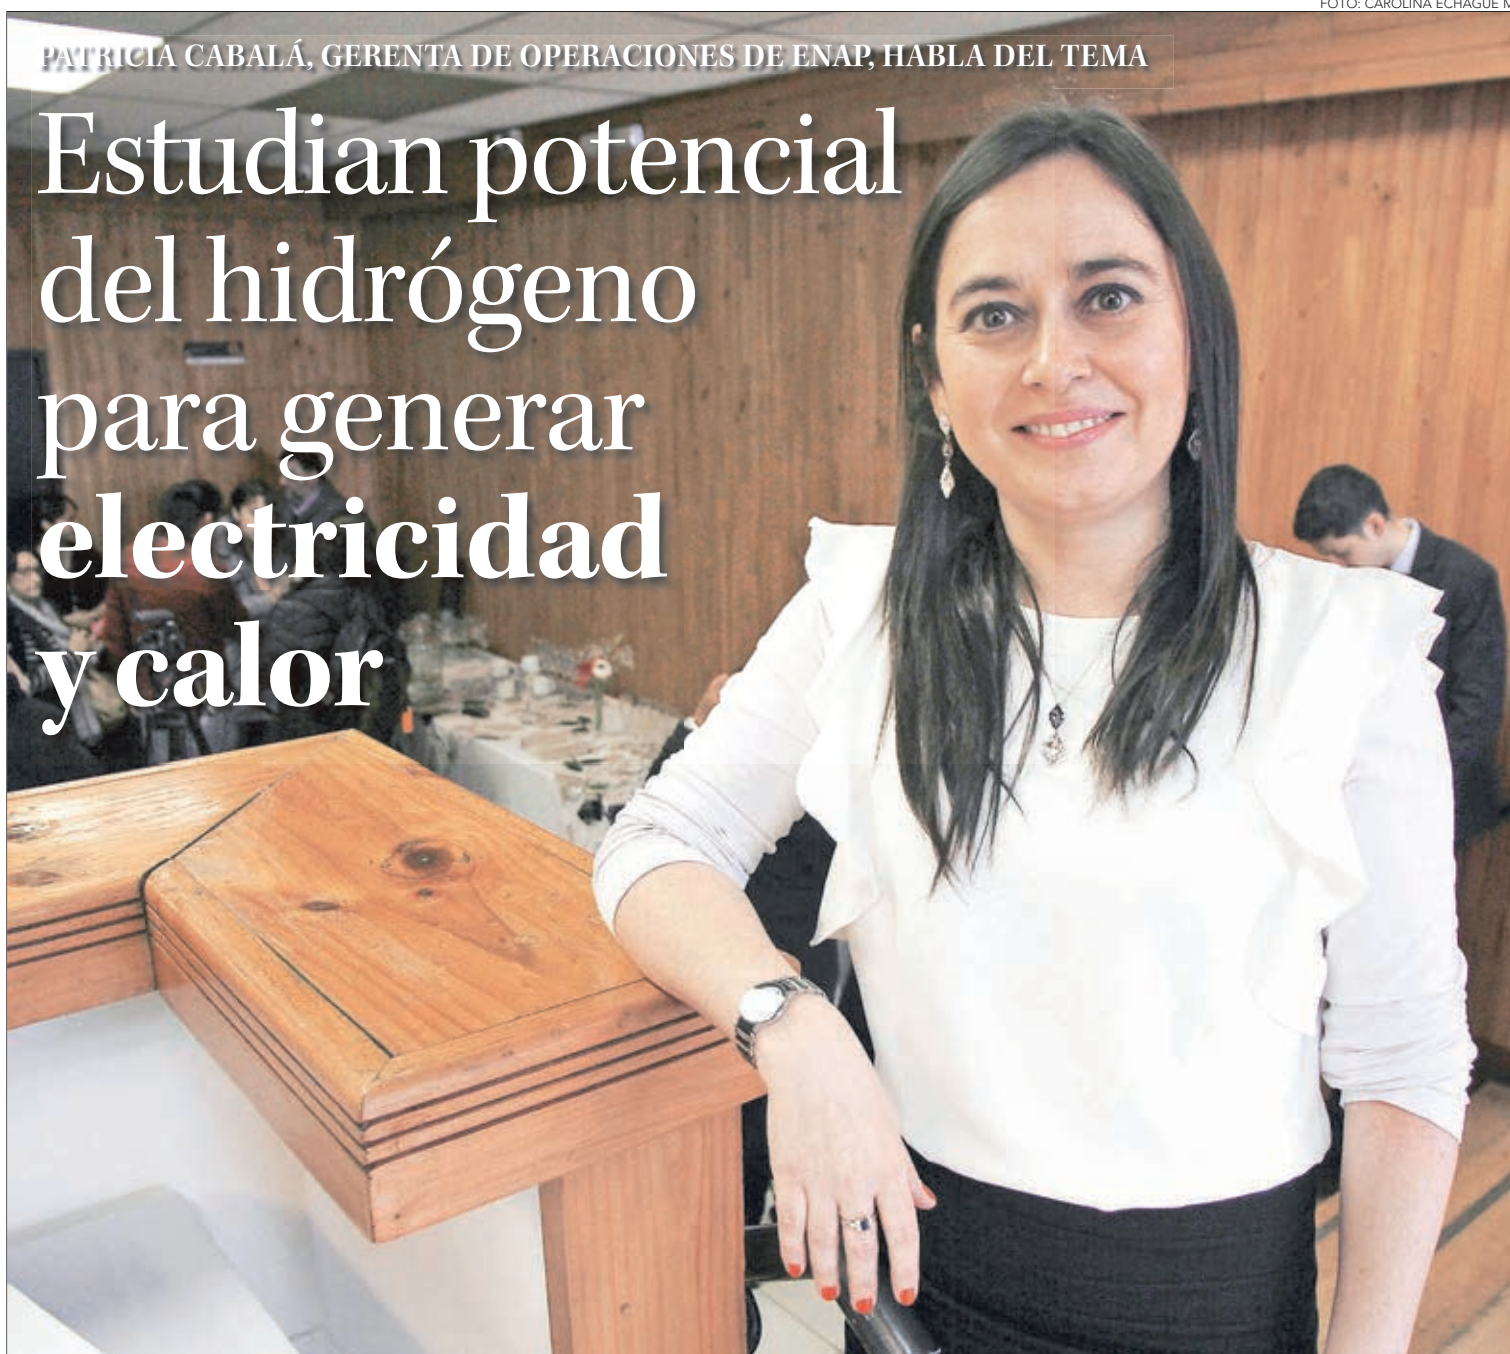 FOTO: CAROLINA ECHAGÜE M
PATRICIA CABALÁ, GERENTA DE OPERACIONES DE ENAP, HABLA DEL TEMA
Estudian potencial
del hidrógeno
para generar
electricidad
y calor